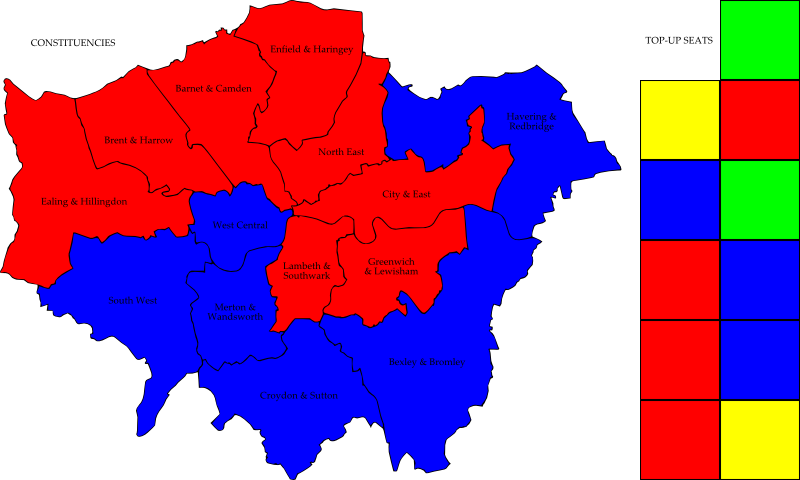 CONSTITUENCIES
TOP-UP SEATS
Enfield & Haringey
Barnet & Camden
Havering &
Redbridge
Brent & Harrow
North East
City & East
Ealing & Hillingdon
West Central
Lambeth &
Southwark
Greenwich
& Lewisham
South West
Merton &
Wandsworth
Bexley & Bromley
Croydon & Sutton